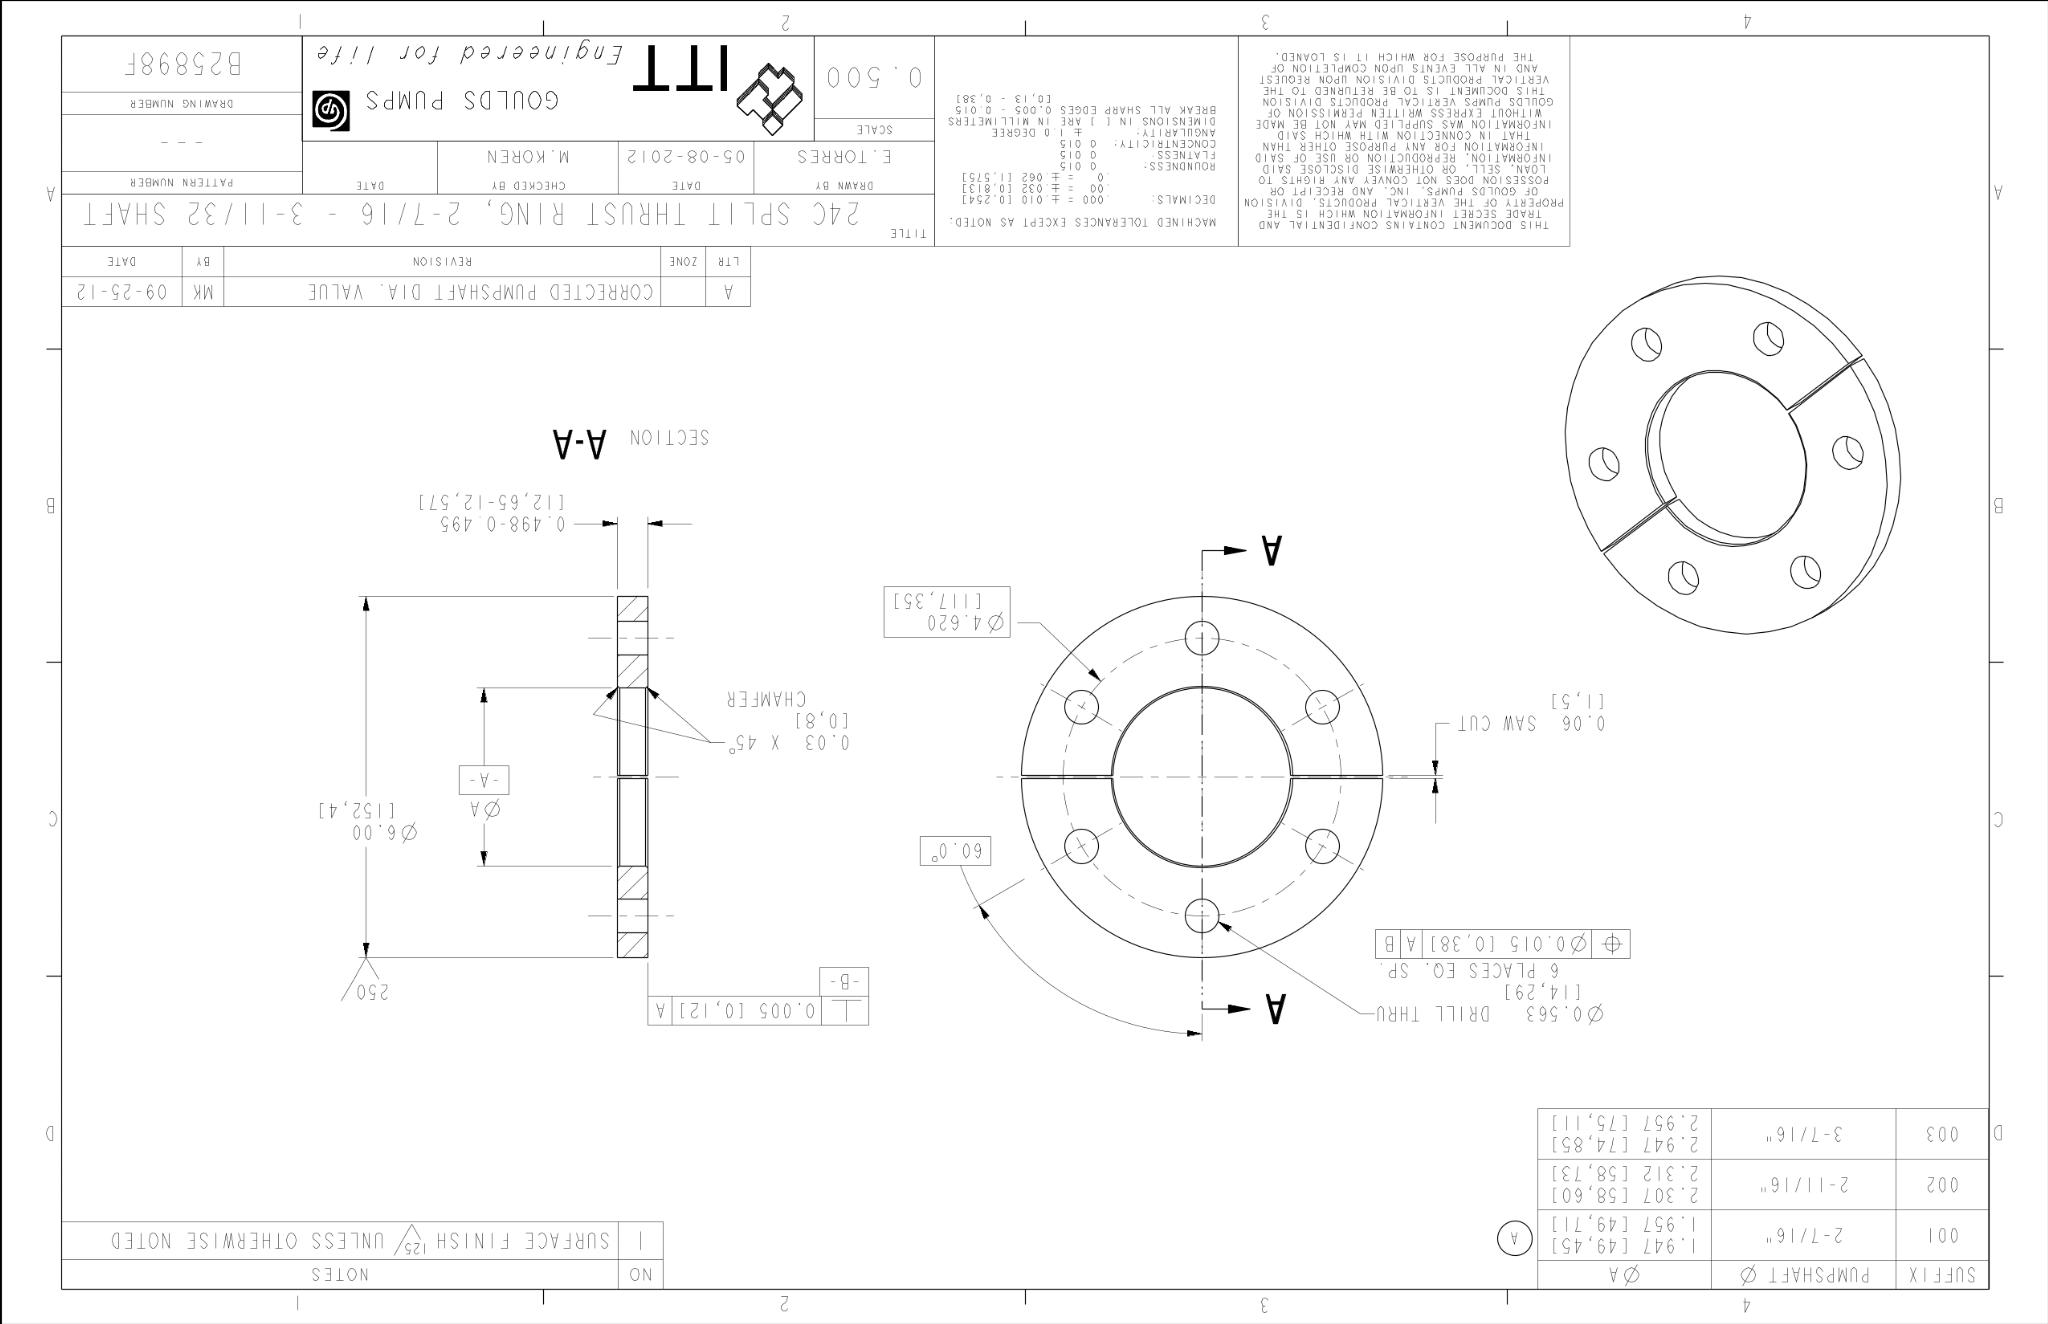 4
3
2
1
SUFFIX
PUMPSHAFT Ø
ØA
001
2-7/16"
1.947 [49,45]
1.957 [49,71]
002
2-11/16"
2.307 [58,60]
2.312 [58,73]
003
3-7/16"
2.947 [74,85]
2.957 [75,11]
A
NO
NOTES
1
SURFACE FINISH 125 UNLESS OTHERWISE NOTED
D
D
Ø0.563 DRILL THRU
[14,29]
6 PLACES EQ. SP.
Ø0.015 [0,38] A B
A
A
60.0°
0.005 [0,12] A
-B-
250
Ø6.00
[152,4]
ØA
-A-
C
C
0.03 X 45°
[0,8]
CHAMFER
0.06 SAW CUT
[1,5]
Ø4.620
[117,35]
0.498-0.495
[12,65-12,57]
B
B
SECTION A-A
LTR
ZONE
REVISION
BY
DATE
A
CORRECTED PUMPSHAFT DIA. VALUE
MK
09-25-12
THIS DOCUMENT CONTAINS CONFIDENTIAL AND
TRADE SECRET INFORMATION WHICH IS THE
PROPERTY OF THE VERTICAL PRODUCTS, DIVISION
OF GOULDS PUMPS, INC. AND RECEIPT OR
POSSESION DOES NOT CONVEY ANY RIGHTS TO
LOAN, SELL, OR OTHERWISE DISCLOSE SAID
INFORMATION. REPRODUCTION OR USE OF SAID
INFORMATION FOR ANY PURPOSE OTHER THAN
THAT IN CONNECTION WITH WHICH SAID
INFORMATION WAS SUPPLIED MAY NOT BE MADE
WITHOUT EXPRESS WRITTEN PERMISSION OF
GOULDS PUMPS VERTICAL PRODUCTS DIVISION
THIS DOCUMENT IS TO BE RETURNED TO THE
VERTICAL PRODUCTS DIVISION UPON REQUEST
AND IN ALL EVENTS UPON COMPLETION OF
THE PURPOSE FOR WHICH IT IS LOANED.
MACHINED TOLERANCES EXCEPT AS NOTED:
DECIMALS: .000 = ± .010 [0,254]
.00 = ± .032 [0,813]
.0 = ± .062 [1,575]
ROUNDNESS: 0.015
FLATNESS: 0.015
CONCENTRICITY: 0.015
ANGULARITY: ± 1.0 DEGREE
DIMENSIONS IN [ ] ARE IN MILLIMETERS
BREAK ALL SHARP EDGES 0.005 - 0.015
[0,13 - 0,38]
TITLE
24C SPLIT THRUST RING, 2-7/16 - 3-11/32 SHAFT
DRAWN BY
DATE
CHECKED BY
DATE
E.TORRES
05-08-2012
M.KOREN
PATTERN NUMBER
---
SCALE
0.500
ITT
GOULDS PUMPS
Engineered for life
DRAWING NUMBER
B25898F
A
A
4
3
2
1